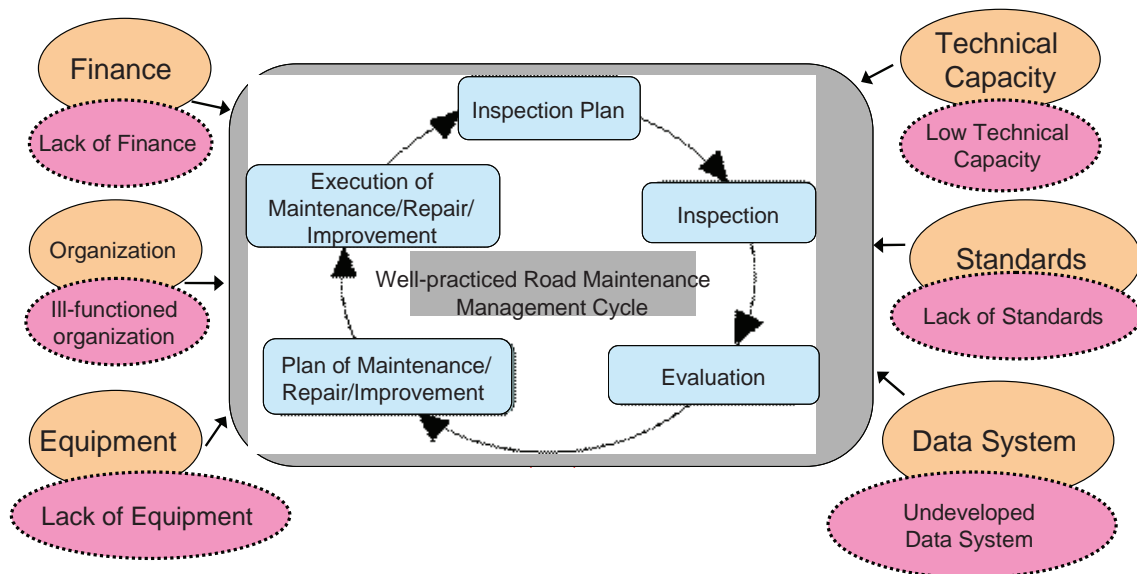 Finance
Lack of Finance
Organization
Ill-functioned
organization
Equipment
Lack of Equipment
Inspection Plan
Inspection
Evaluation
Plan of Maintenance/
Repair/Improvement
Execution of
Maintenance/Repair/
Improvement
Well-practiced Road Maintenance
Management Cycle
Technical
Capacity
Low Technical
Capacity
Standards
Lack of Standards
Data System
Undeveloped
Data System